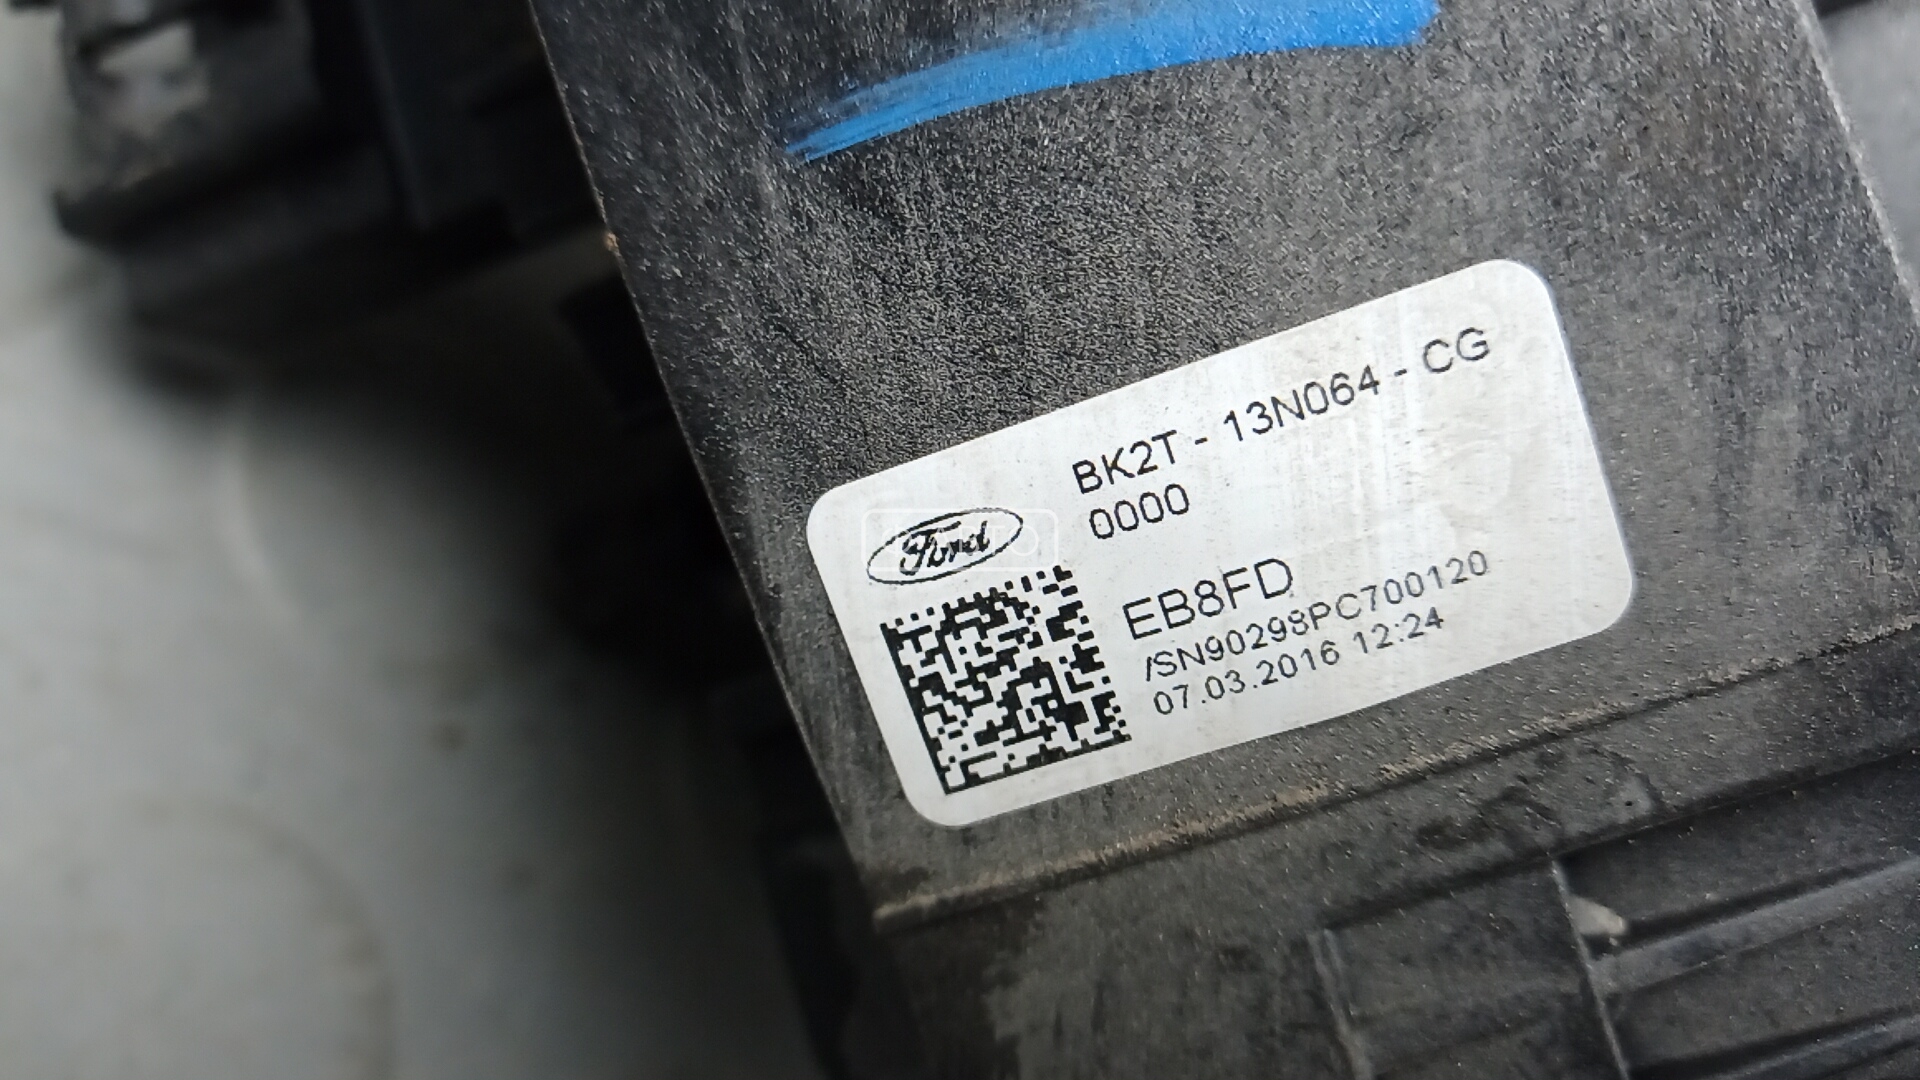 BK2T - 13N064 - CG
0000
Ford
EB8FD
/SN90298PC700120
07.03.2016 12:24